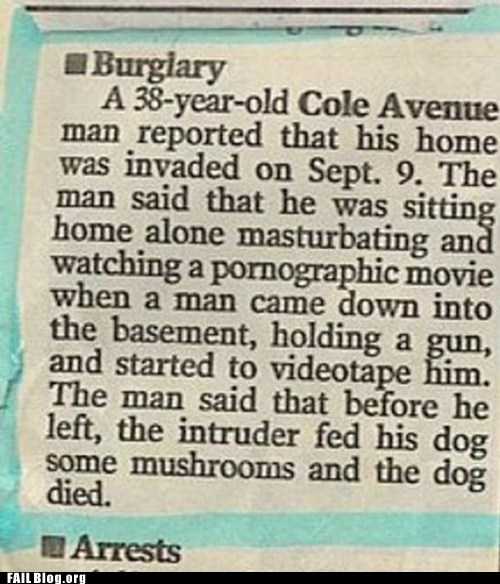 Burglary
A 38-year-old Cole Avenue
man reported that his home
was invaded on Sept. 9. The
man said that he was sitting
home alone masturbating and
watching a pornographic movie
when a man came down into
the basement, holding a gun,
and started to videotape him.
The man said that before he
left, the intruder fed his dog
some mushrooms and the dog
died.
Arrests
FAILBlog.org